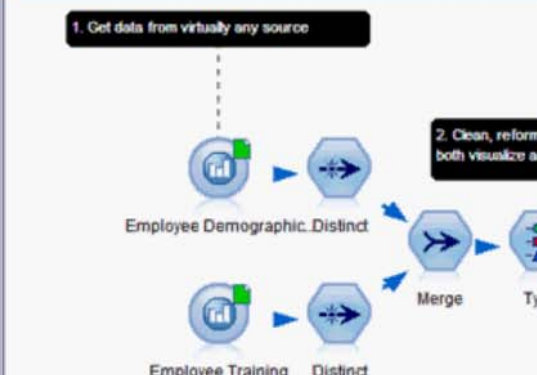 1. Get data from virtually any source
2. Clean, reform
both visualize a
Employee Demographic...Distinct
Merge
Ty
Employee Training
Distinct